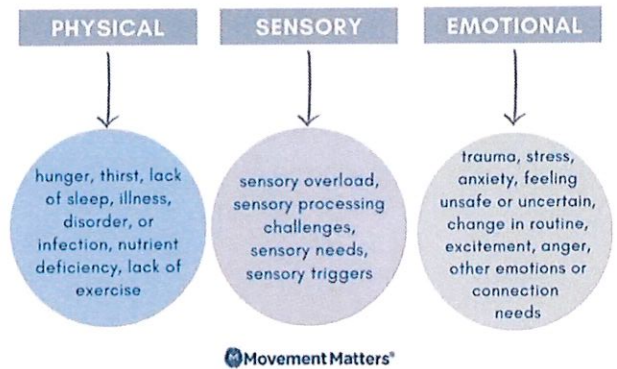 PHYSICAL
SENSORY
EMOTIONAL
hunger, thirst, lack
of sleep, illness,
disorder, or
infection, nutrient
deficiency, lack of
exercise
sensory overload,
sensory processing
challenges,
sensory needs,
sensory triggers
trauma, stress,
anxiety, feeling
unsafe or uncertain,
change in routine,
excitement, anger,
other emotions or
connection
needs
Movement Matters®